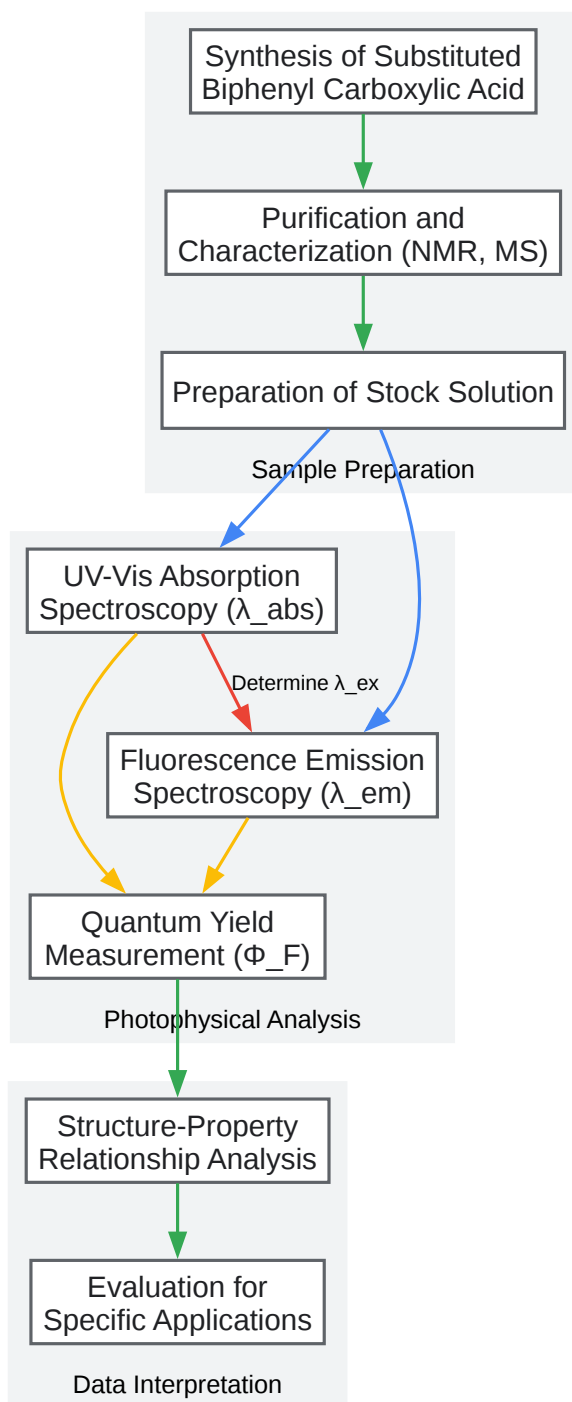 Synthesis of Substituted
Biphenyl Carboxylic Acid
Purification and
Characterization (NMR, MS)
Preparation of Stock Solution
Sample Preparation
UV-Vis Absorption
Spectroscopy (λ_abs)
Determine λ_ex
Fluorescence Emission
Spectroscopy (λ_em)
Quantum Yield
Measurement (Φ_F)
Photophysical Analysis
Structure-Property
Relationship Analysis
Evaluation for
Specific Applications
Data Interpretation